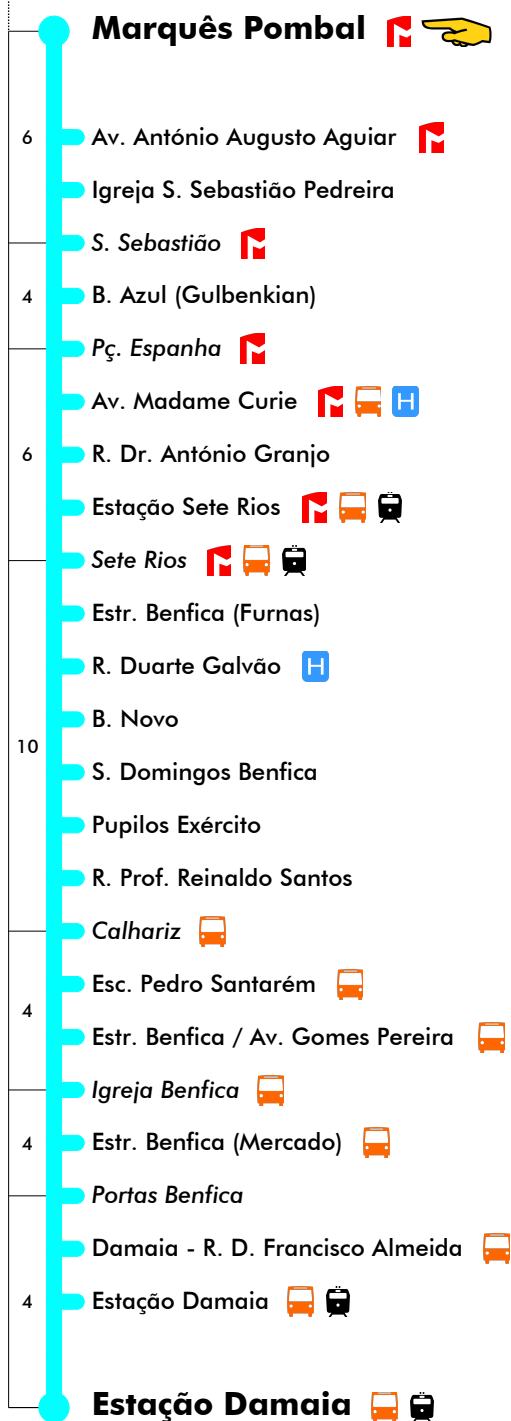 Marquês Pombal
6 Av. António Augusto Aguiar
Igreja S. Sebastião Pedreira
S. Sebastião
4 B. Azul (Gulbenkian)
Pç. Espanha
Av. Madame Curie H
6 R. Dr. António Granjo
Estação Sete Rios
Sete Rios
Estr. Benfica (Furnas)
R. Duarte Galvão H
B. Novo
10
S. Domingos Benfica
Pupilos Exército
R. Prof. Reinaldo Santos
Calhariz
Esc. Pedro Santarém
4
Estr. Benfica / Av. Gomes Pereira
Igreja Benfica
4 Estr. Benfica (Mercado)
Portas Benfica
Damaia - R. D. Francisco Almeida
4 Estação Damaia
Estação Damaia